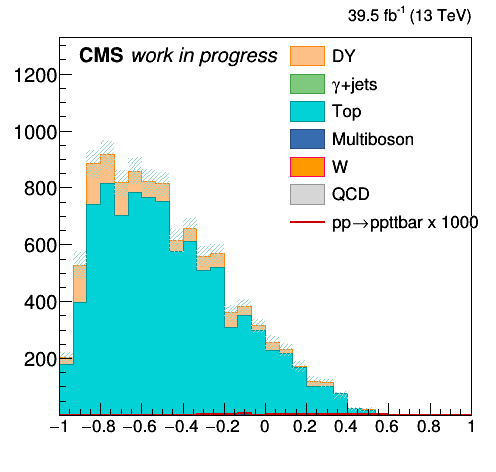 39.5 fb-1 (13 TeV)
CMS work in progress
DY
γ+jets
Top
Multiboson
W
QCD
pp→ppttbar x 1000
1200
1000
800
600
400
200
−1 −0.8 −0.6 −0.4 −0.2 0 0.2 0.4 0.6 0.8 1